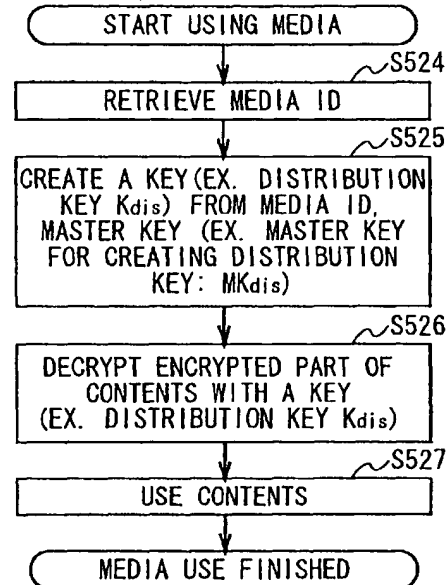 START USING MEDIA
S524
RETRIEVE MEDIA ID
S525
CREATE A KEY(EX. DISTRIBUTION
KEY Kdis) FROM MEDIA ID,
MASTER KEY (EX. MASTER KEY
FOR CREATING DISTRIBUTION
KEY: MKdis)
S526
DECRYPT ENCRYPTED PART OF
CONTENTS WITH A KEY
(EX. DISTRIBUTION KEY Kdis)
S527
USE CONTENTS
MEDIA USE FINISHED